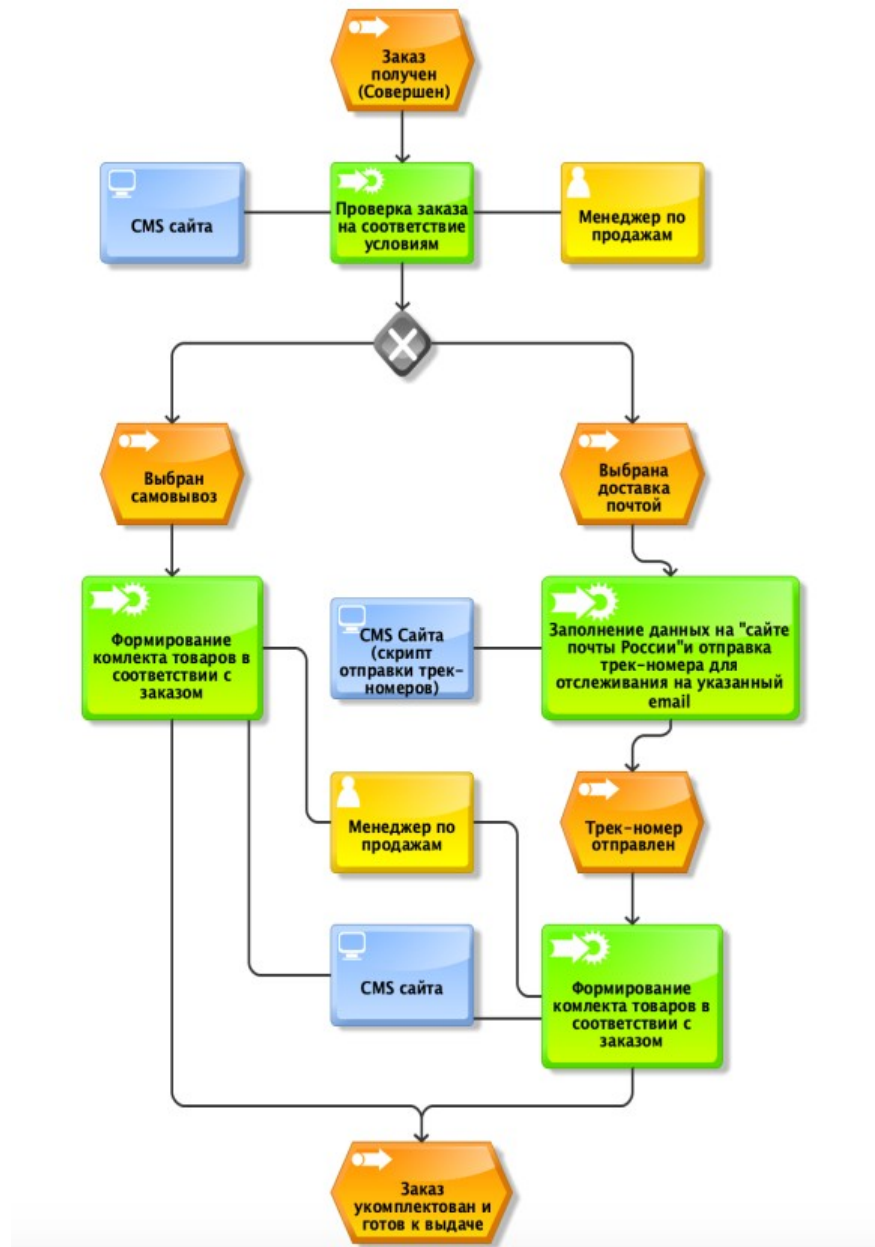 Заказ
получен
(Совершен)
CMS сайта
Проверка заказа
на соответствие
условиям
Менеджер по
продажам
Выбран
самовывоз
Выбрана
доставка
почтой
Формирование
комлекта товаров в
соответствии с
заказом
CMS Сайта
(скрипт
отправки трек-
номеров)
Заполнение данных на "сайте
почты России"и отправка
трек-номера для
отслеживания на указанный
email
Менеджер по
продажам
Трек-номер
отправлен
CMS сайта
Формирование
комлекта товаров в
соответствии с
заказом
Заказ
укомплектован и
готов к выдаче